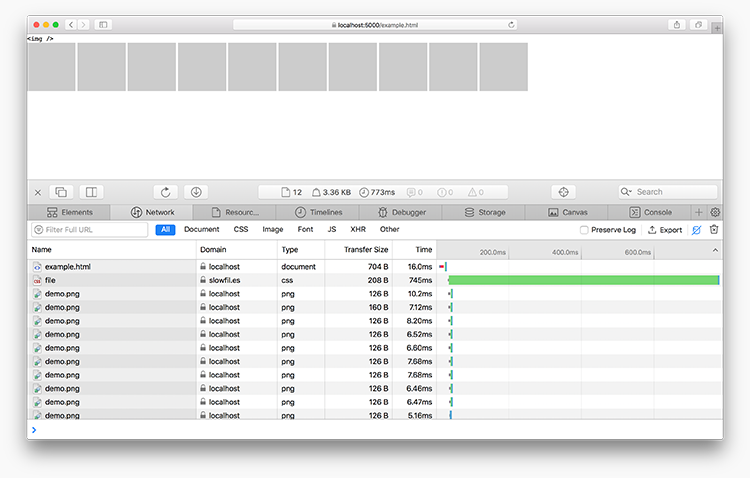 localhost:5000/example.html
<img />
12 3.36 KB 773ms 0 0 0 Search
Elements Network Resourc... Timelines Debugger Storage Canvas Console
Filter Full URL All Document CSS Image Font JS XHR Other Preserve Log Export
Name Domain Type Transfer Size Time 200.0ms 400.0ms 600.0ms
example.html localhost document 704 B 16.0ms
file slowfil.es css 208 B 745ms
demo.png localhost png 126 B 10.2ms
demo.png localhost png 160 B 7.12ms
demo.png localhost png 126 B 8.20ms
demo.png localhost png 126 B 6.52ms
demo.png localhost png 126 B 6.60ms
demo.png localhost png 126 B 7.68ms
demo.png localhost png 126 B 7.68ms
demo.png localhost png 126 B 6.46ms
demo.png localhost png 126 B 6.47ms
demo.png localhost png 126 B 5.16ms